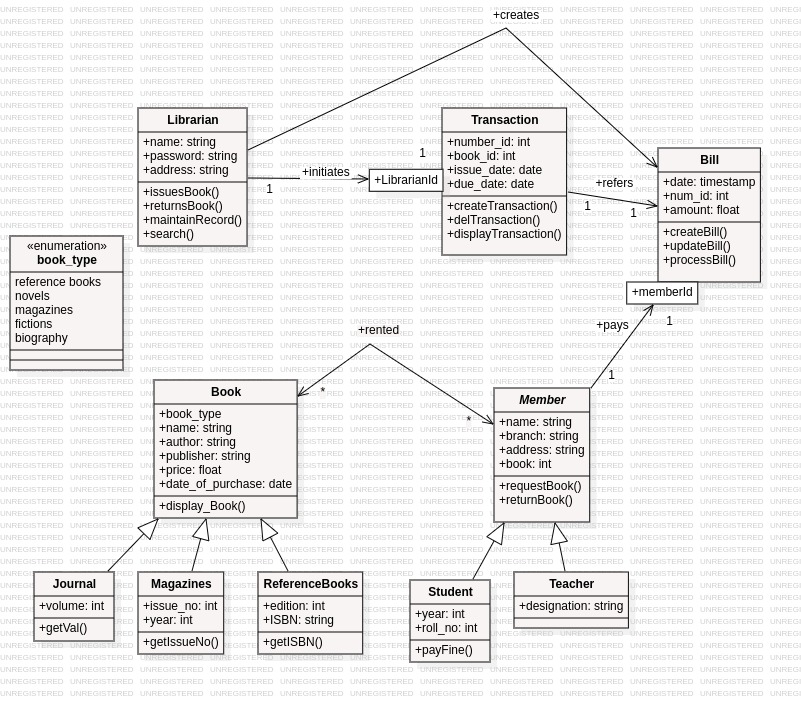 +creates
Librarian
+name: string
+password: string
+address: string
+issuesBook()
+returnsBook()
+maintainRecord()
+search()
+initiates
1
1
+LibrarianId
Transaction
+number_id: int
+book_id: int
+issue_date: date
+due_date: date
+createTransaction()
+delTransaction()
+displayTransaction()
+refers
1
1
Bill
+date: timestamp
+num_id: int
+amount: float
+createBill()
+updateBill()
+processBill()
+memberId
+pays
1
1
«enumeration»
book_type
reference books
novels
magazines
fictions
biography
+rented
*
*
Book
+book_type
+name: string
+author: string
+publisher: string
+price: float
+date_of_purchase: date
+display_Book()
Member
+name: string
+branch: string
+address: string
+book: int
+requestBook()
+returnBook()
Journal
+volume: int
+getVal()
Magazines
+issue_no: int
+year: int
+getIssueNo()
ReferenceBooks
+edition: int
+ISBN: string
+getISBN()
Student
+year: int
+roll_no: int
+payFine()
Teacher
+designation: string
UNREGISTERED